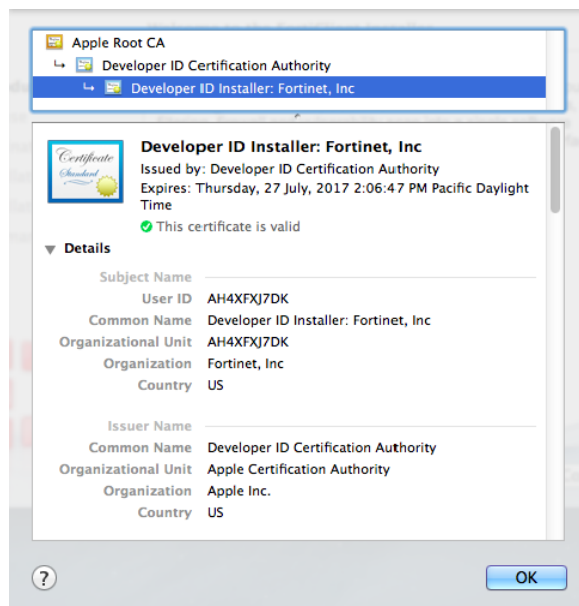 Apple Root CA
Developer ID Certification Authority
Developer ID Installer: Fortinet, Inc
Certificate
Standard
Developer ID Installer: Fortinet, Inc
Issued by: Developer ID Certification Authority
Expires: Thursday, 27 July, 2017 2:06:47 PM Pacific Daylight
Time
This certificate is valid
Details
Subject Name
User ID AH4XFXJ7DK
Common Name Developer ID Installer: Fortinet, Inc
Organizational Unit AH4XFXJ7DK
Organization Fortinet, Inc
Country US
Issuer Name
Common Name Developer ID Certification Authority
Organizational Unit Apple Certification Authority
Organization Apple Inc.
Country US
?
OK